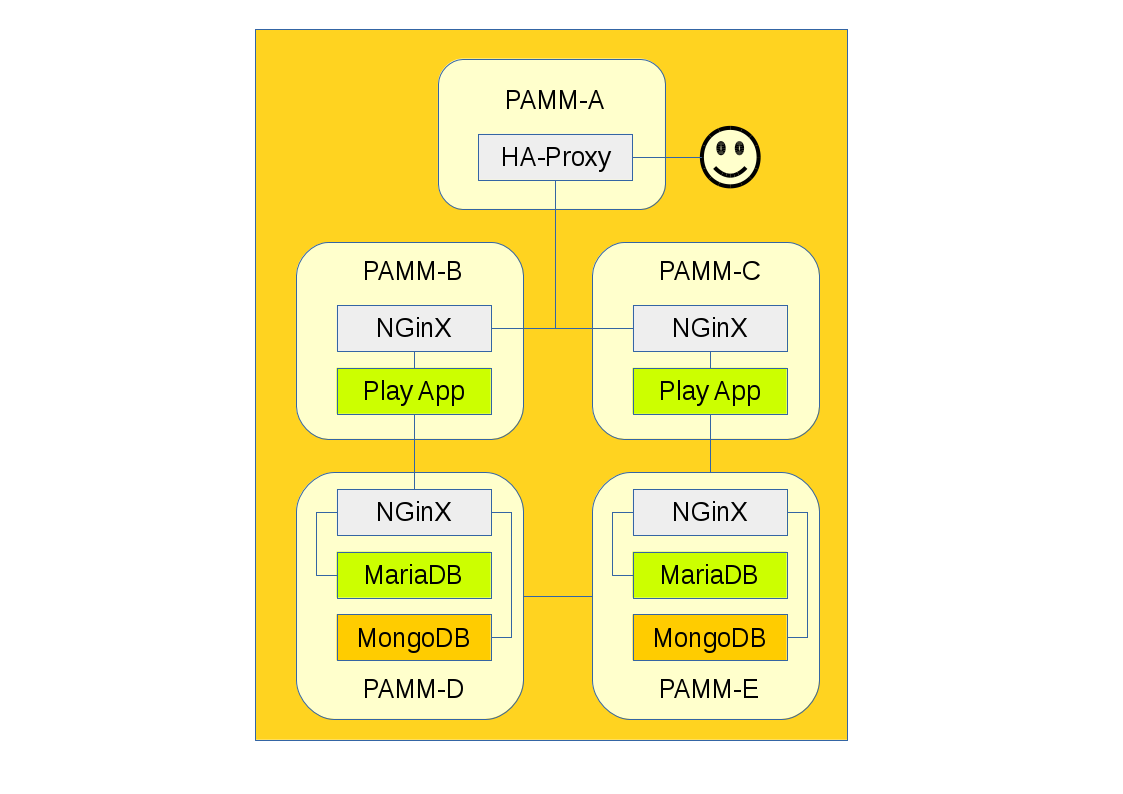 PAMM-A
HA-Proxy
PAMM-B
NGinX
Play App
PAMM-C
NGinX
Play App
NGinX
MariaDB
MongoDB
PAMM-D
NGinX
MariaDB
MongoDB
PAMM-E